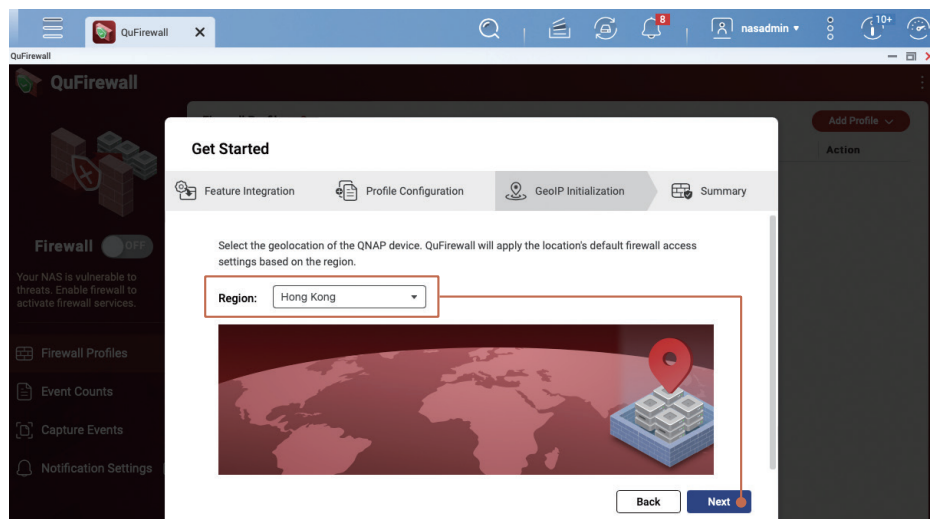 QuFirewall
8
nasadmin
10+
QuFirewall
QuFirewall
Add Profile
Action
Get Started
Feature Integration
Profile Configuration
GeoIP Initialization
Summary
Firewall OFF
Your NAS is vulnerable to
threats. Enable firewall to
activate firewall services.
Select the geolocation of the QNAP device. QuFirewall will apply the location's default firewall access
settings based on the region.
Region: Hong Kong
Firewall Profiles
Event Counts
Capture Events
Notification Settings
Back
Next